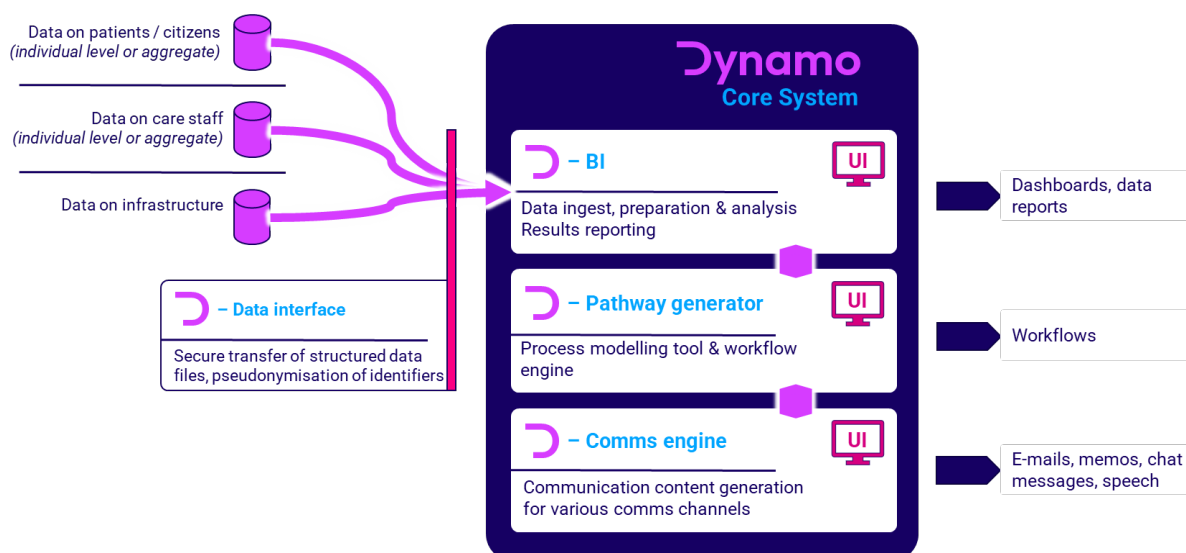 Data on patients / citizens
(individual level or aggregate)
Data on care staff
(individual level or aggregate)
Data on infrastructure
D – Data interface
Secure transfer of structured data
files, pseudonymisation of identifiers
Dynamo
Core System
D – BI
UI
Data ingest, preparation & analysis
Results reporting
D – Pathway generator
UI
Process modelling tool & workflow
engine
D – Comms engine
UI
Communication content generation
for various comms channels
Dashboards, data
reports
Workflows
E-mails, memos, chat
messages, speech